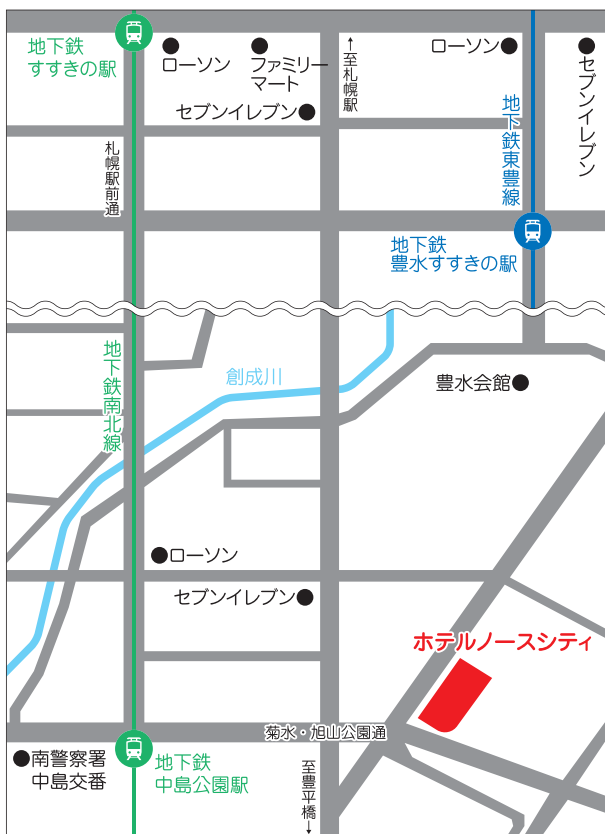 地下鉄
すすきの駅
ローソン
ファミリー
マート
セブンイレブン
↑至札幌駅
ローソン
セブンイレブン
札幌駅前通
地下鉄東豊線
地下鉄
豊水すすきの駅
地下鉄南北線
創成川
豊水会館
ローソン
セブンイレブン
ホテルノースシティ
菊水・旭山公園通
南警察署
中島交番
地下鉄
中島公園駅
至豊平橋→